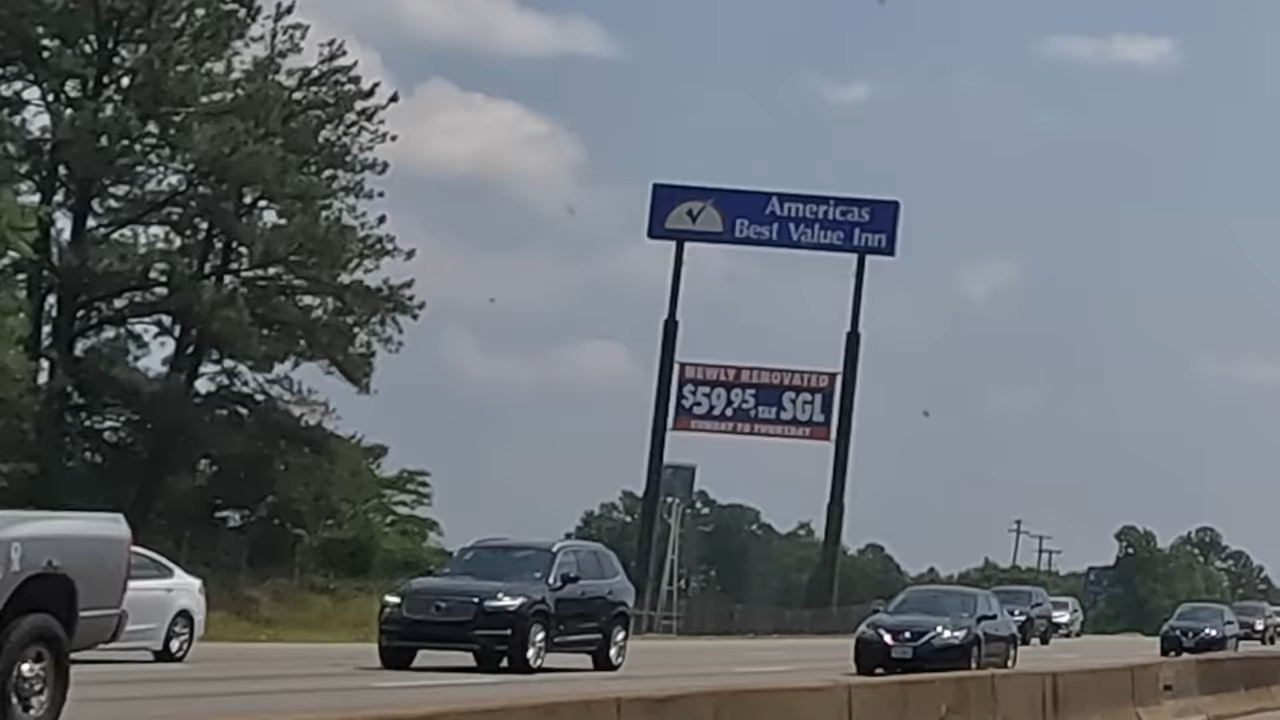 Americas
Best Value Inn
NEWLY RENOVATED
$59.95 +TAX SGL
SUNDAY TO THURSDAY